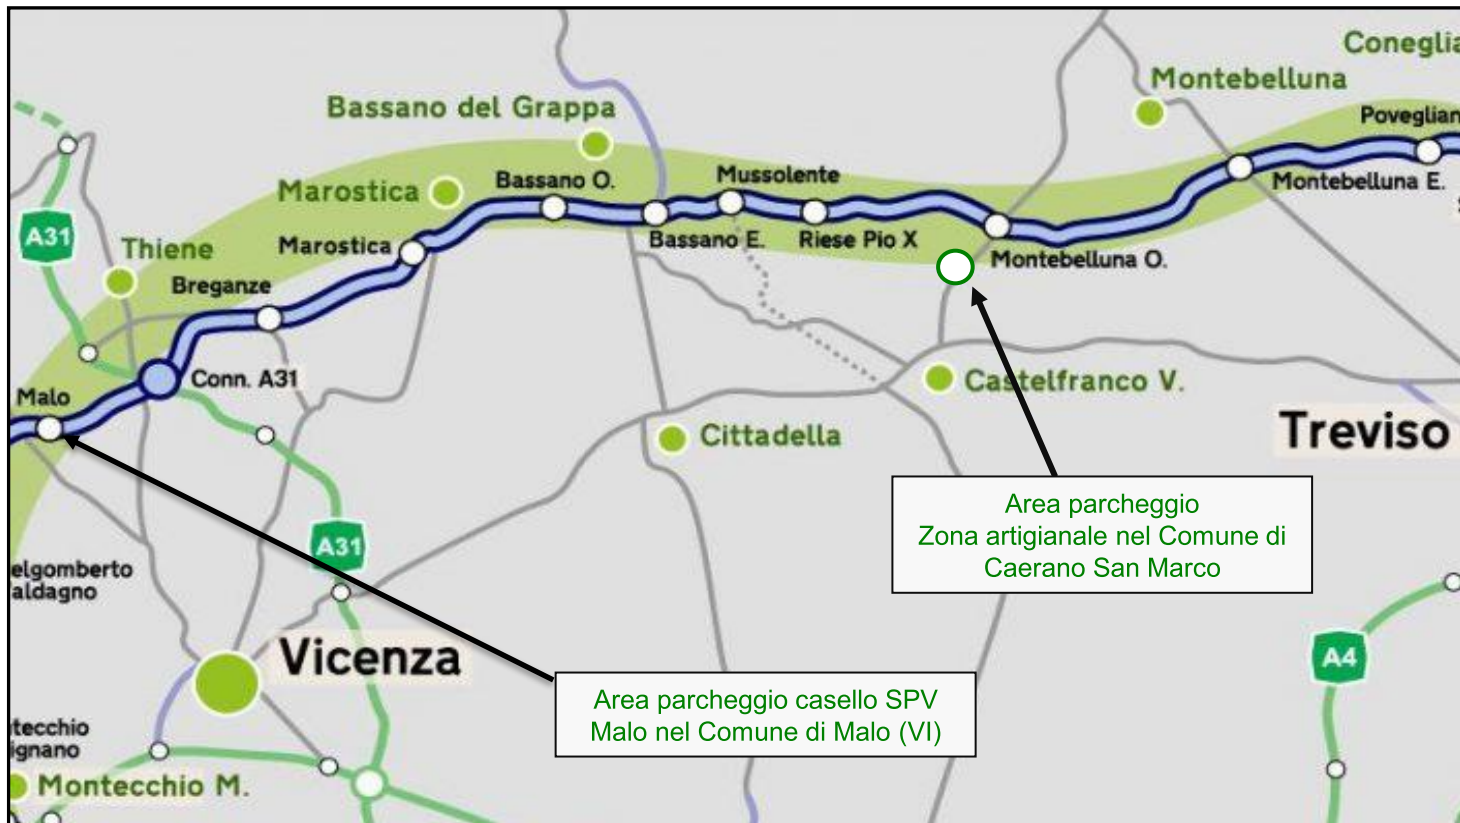 Coneglia
Montebelluna
Bassano del Grappa
Poveglian
Marostica
Bassano O.
Mussolente
Montebelluna E.
A31
Thiene
Marostica
Bassano E.
Riese Pio X
Montebelluna O.
Breganze
Conn. A31
Castelfranco V.
Malo
Cittadella
Treviso
Area parcheggio
Zona artigianale nel Comune di
Caerano San Marco
A31
elgomberto
aldagno
Vicenza
A4
Area parcheggio casello SPV
Malo nel Comune di Malo (VI)
tecchio
ignano
Montecchio M.